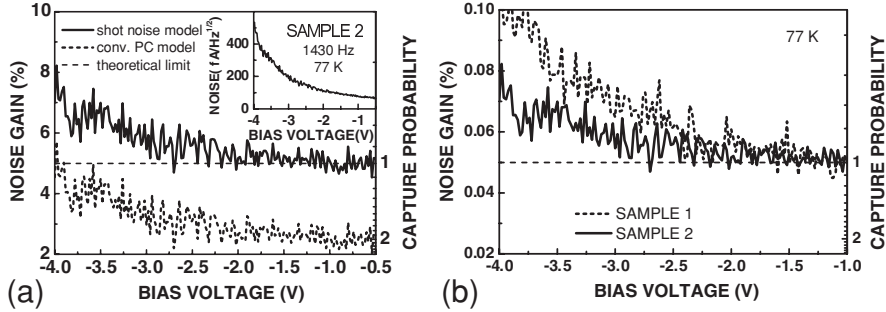 10
8
6
4
2
NOISE GAIN (%)
shot noise model
conv. PC model
theoretical limit
NOISE( fA/Hz^1/2)
400
200
0
SAMPLE 2
1430 Hz
77 K
-4 -3 -2 -1
BIAS VOLTAGE(V)
1
2
CAPTURE PROBABILITY
-4.0 -3.5 -3.0 -2.5 -2.0 -1.5 -1.0 -0.5
BIAS VOLTAGE (V)
(a)
0.10
0.08
0.06
0.04
0.02
NOISE GAIN (%)
77 K
SAMPLE 1
SAMPLE 2
1
2
CAPTURE PROBABILITY
-4.0 -3.5 -3.0 -2.5 -2.0 -1.5 -1.0
BIAS VOLTAGE (V)
(b)